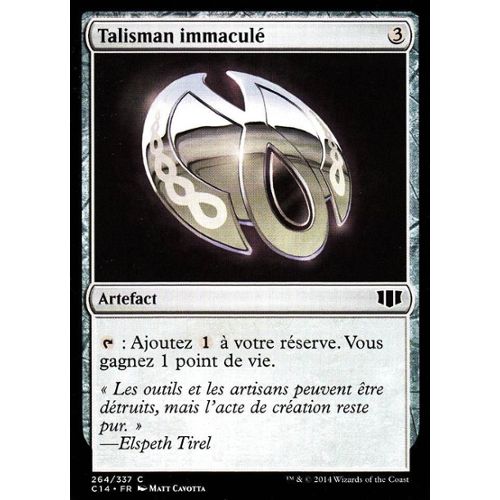 Talisman immaculé 3
Artefact
: Ajoutez 1 à votre réserve. Vous
gagnez 1 point de vie.
« Les outils et les artisans peuvent être
détruits, mais l'acte de création reste
pur. »
—Elspeth Tirel
264/337 C
C14 • FR Matt Cavotta
™ & © 2014 Wizards of the Coast